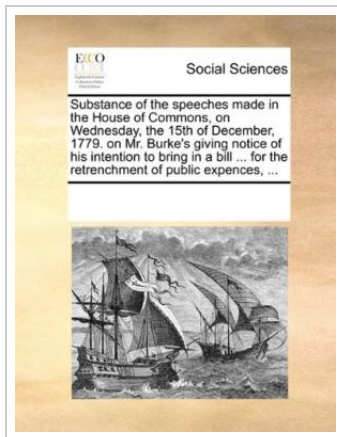 ECCO
Social Sciences
Substance of the speeches made in
the House of Commons, on
Wednesday, the 15th of December,
1779. on Mr. Burke's giving notice of
his intention to bring in a bill ... for the
retrenchment of public expences, ...